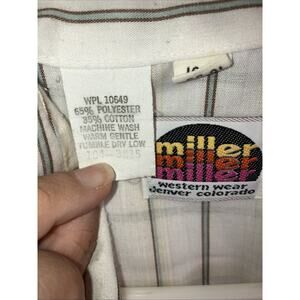 WPL 10649
65% POLYESTER
35% COTTON
MACHINE WASH
WARM GENTLE
TUMBLE DRY LOW
miller
miller
miller
western wear
denver colorado